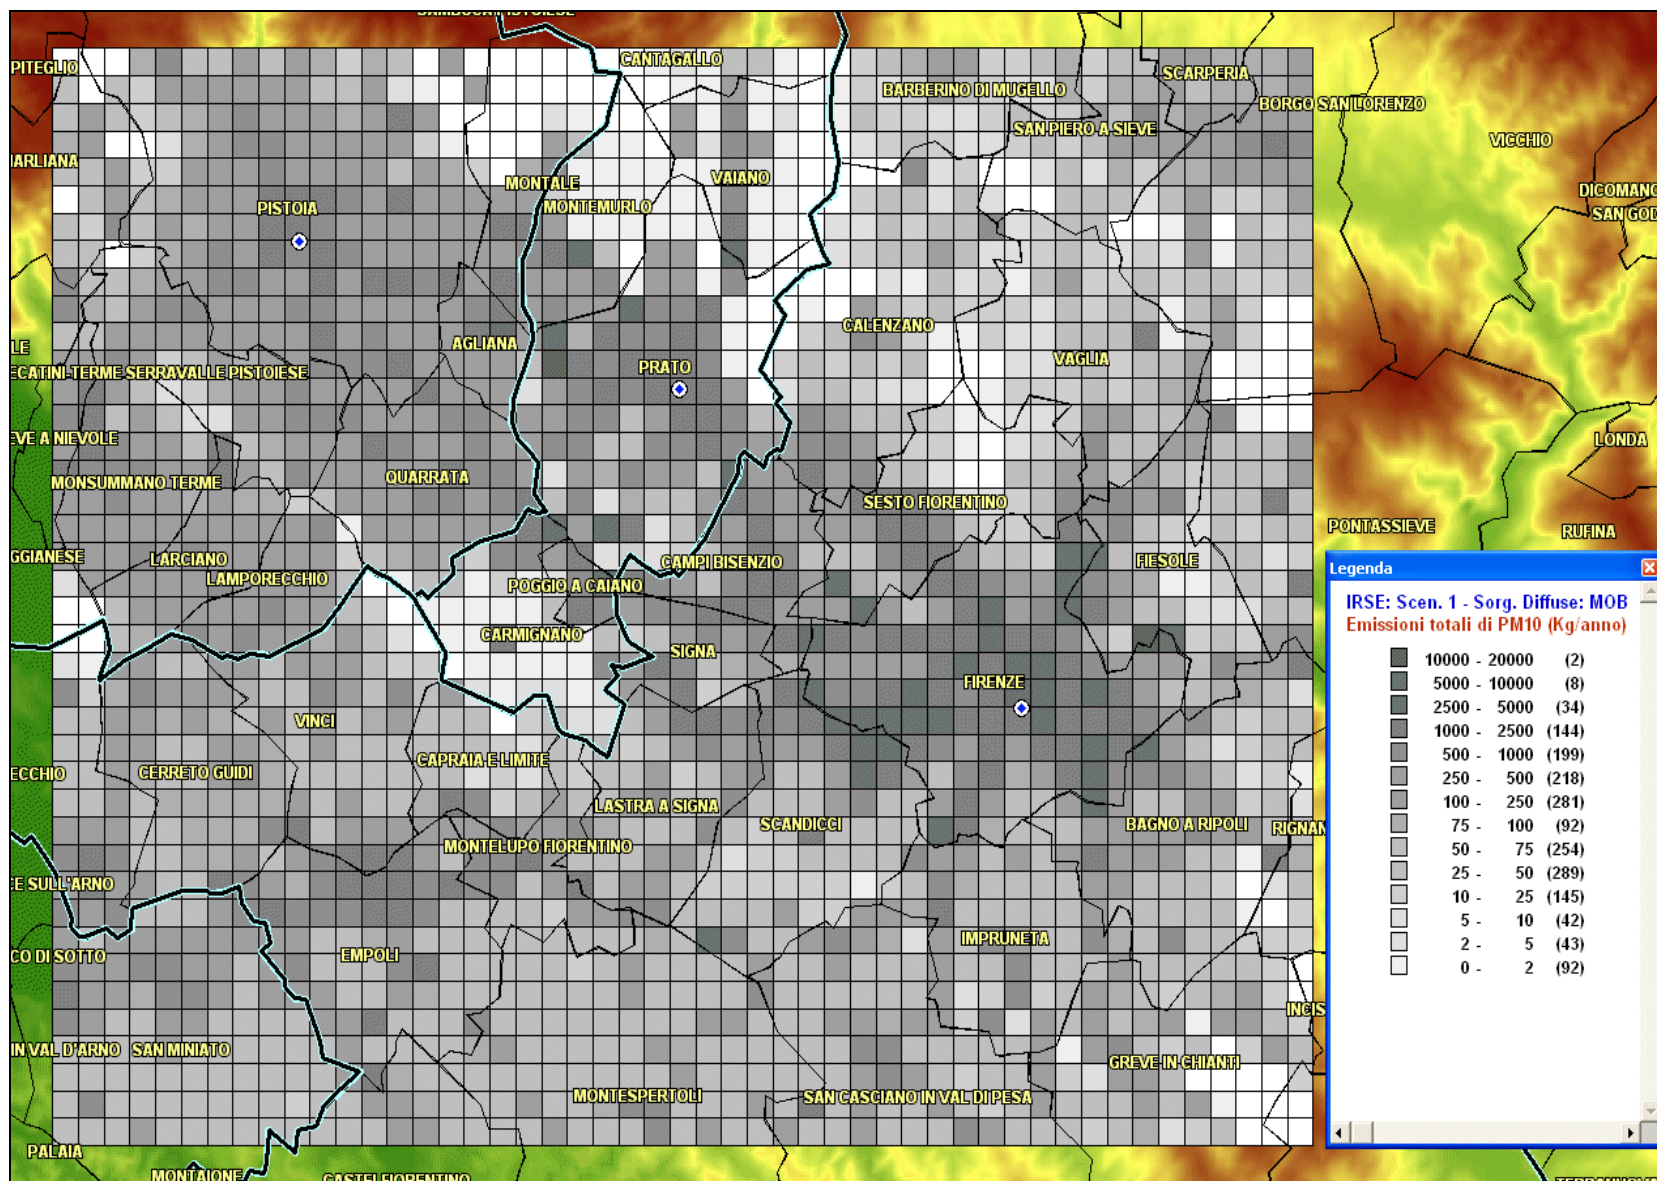 SAMBUCA PISTOIESE
CANTAGALLO
PITEGLIO
SCARPERIA
BARBERINO DI MUGELLO
BORGO SAN LORENZO
SAN PIERO A SIEVE
VICCHIO
MARLIANA
VAIANO
MONTALE
DICOMANO
PISTOIA
MONTEMURLO
SAN GOD
CALENZANO
AGLIANA
LE
VAGLIA
PRATO
ECATINI-TERME SERRAVALLE PISTOIESE
EVE A NIEVOLE
LONDA
QUARRATA
MONSUMMANO TERME
SESTO FIORENTINO
PONTASSIEVE
RUFINA
GGIANESE
LARCIANO
CAMPI BISENZIO
FIESOLE
LAMPORECCHIO
POGGIO A CAIANO
CARMIGNANO
SIGNA
FIRENZE
VINCI
CAPRAIA E LIMITE
ECCHIO
CERRETO GUIDI
LASTRA A SIGNA
SCANDICCI
BAGNO A RIPOLI
RIGNAN
MONTELUPO FIORENTINO
CE SULL'ARNO
IMPRUNETA
EMPOLI
CO DI SOTTO
INCIS
IN VAL D'ARNO
SAN MINIATO
GREVE IN CHIANTI
MONTESPERTOLI
SAN CASCIANO IN VAL DI PESA
PALAIA
MONTAIONE
CASTELFIORENTINO
Legenda
IRSE: Scen. 1 - Sorg. Diffuse: MOB
Emissioni totali di PM10 (Kg/anno)
10000 - 20000 (2)
5000 - 10000 (8)
2500 - 5000 (34)
1000 - 2500 (144)
500 - 1000 (199)
250 - 500 (218)
100 - 250 (281)
75 - 100 (92)
50 - 75 (254)
25 - 50 (289)
10 - 25 (145)
5 - 10 (42)
2 - 5 (43)
0 - 2 (92)